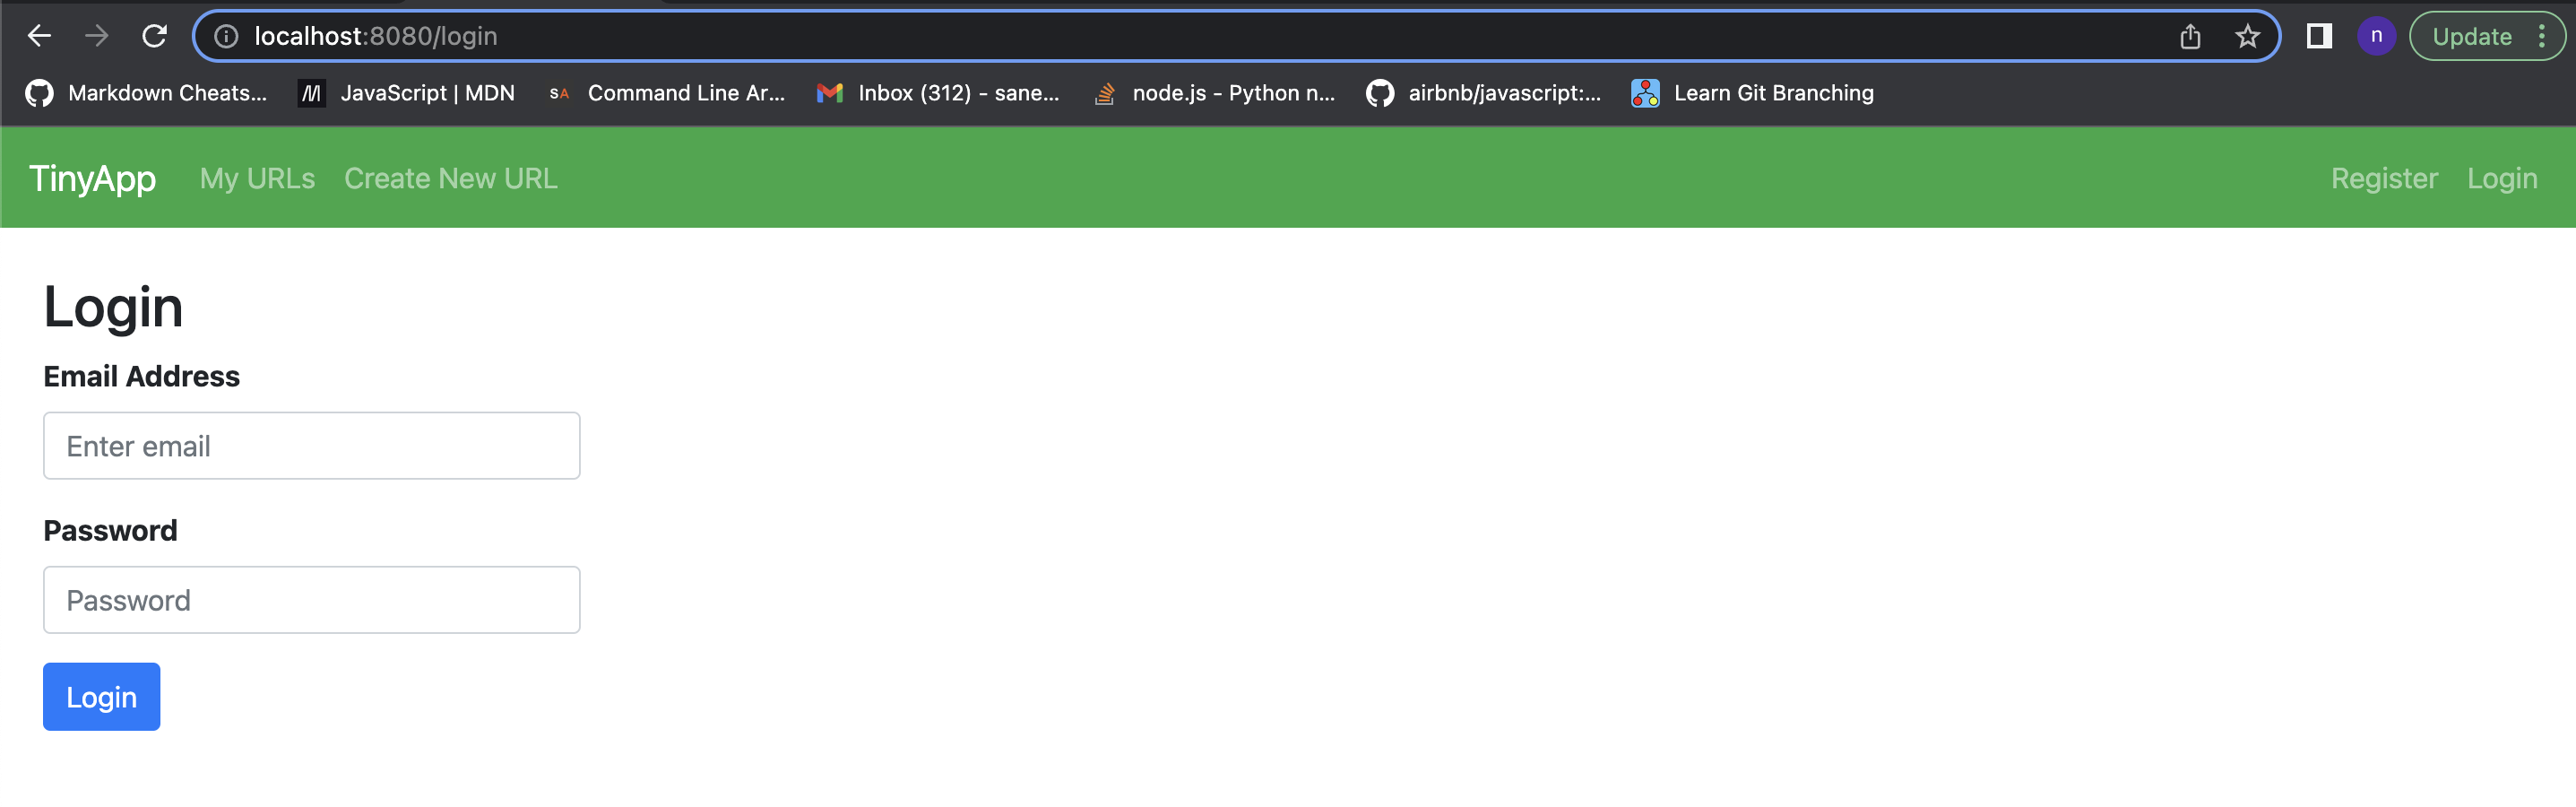 localhost:8080/login
n
Update
Markdown Cheats...
JavaScript | MDN
SA
Command Line Ar...
Inbox (312) - sane...
node.js - Python n...
airbnb/javascript:...
Learn Git Branching
TinyApp My URLs Create New URL Register Login
Login
Email Address
Enter email
Password
Password
Login